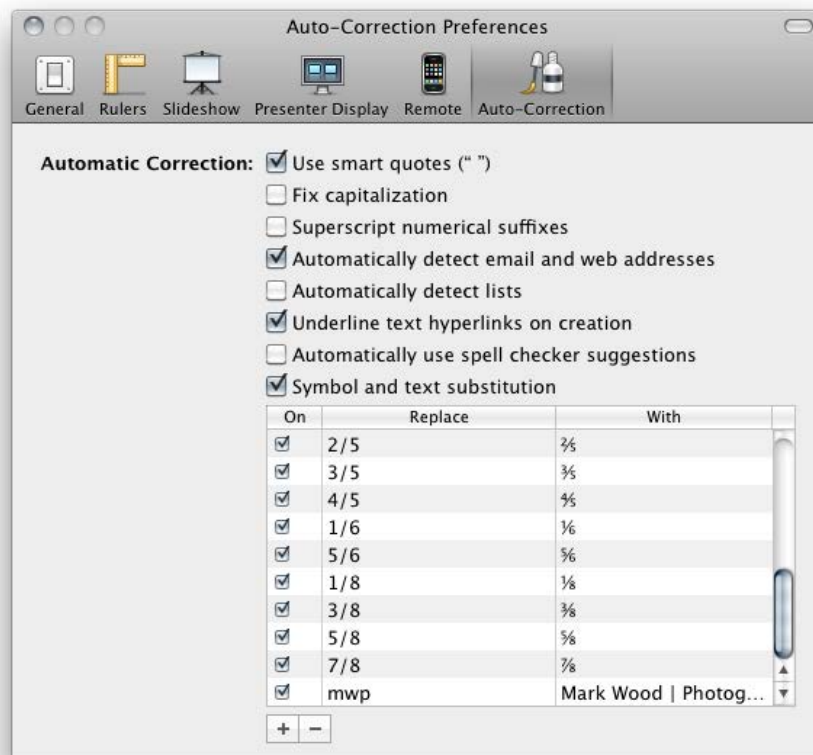 Auto-Correction Preferences
General Rulers Slideshow Presenter Display Remote Auto-Correction
Automatic Correction: Use smart quotes (“ ”)
Fix capitalization
Superscript numerical suffixes
Automatically detect email and web addresses
Automatically detect lists
Underline text hyperlinks on creation
Automatically use spell checker suggestions
Symbol and text substitution
On Replace With
2/5 ⅖
3/5 ⅗
4/5 ⅘
1/6 ⅙
5/6 ⅚
1/8 ⅛
3/8 ⅜
5/8 ⅝
7/8 ⅞
mwp Mark Wood | Photog...
+ −